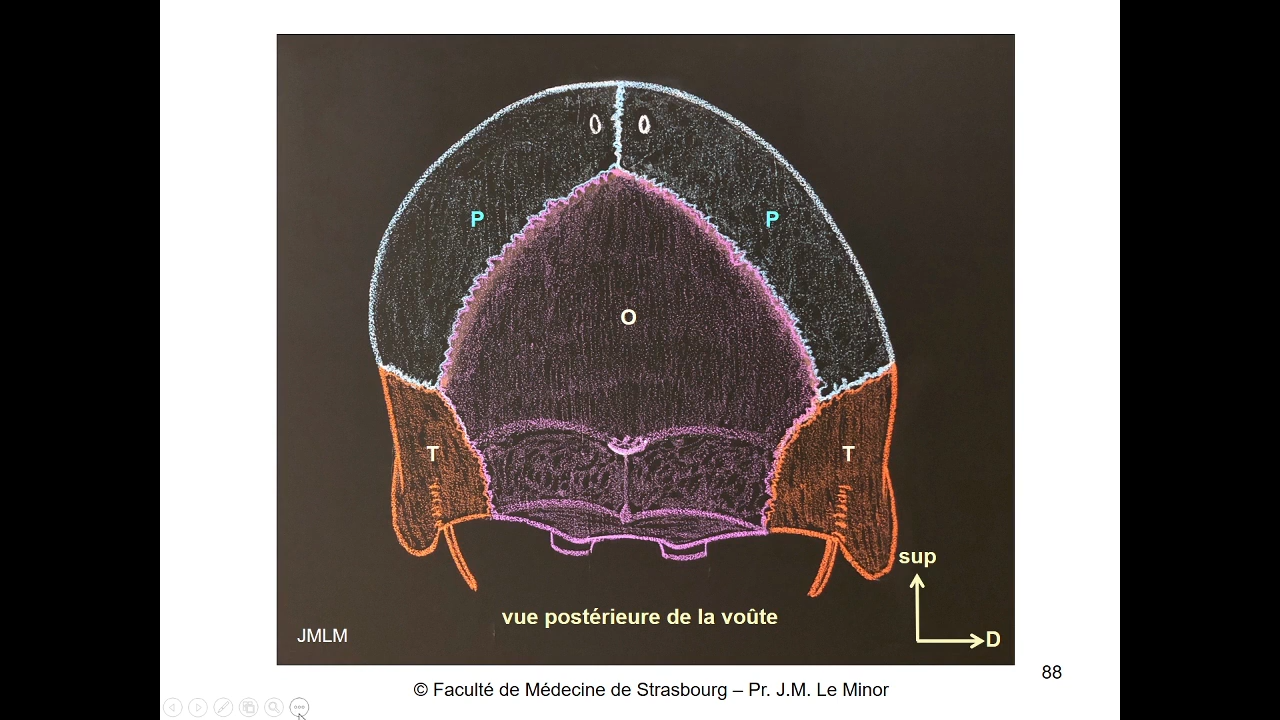 P
P
O
T
T
sup
D
vue postérieure de la voûte
JMLM
88
© Faculté de Médecine de Strasbourg – Pr. J.M. Le Minor